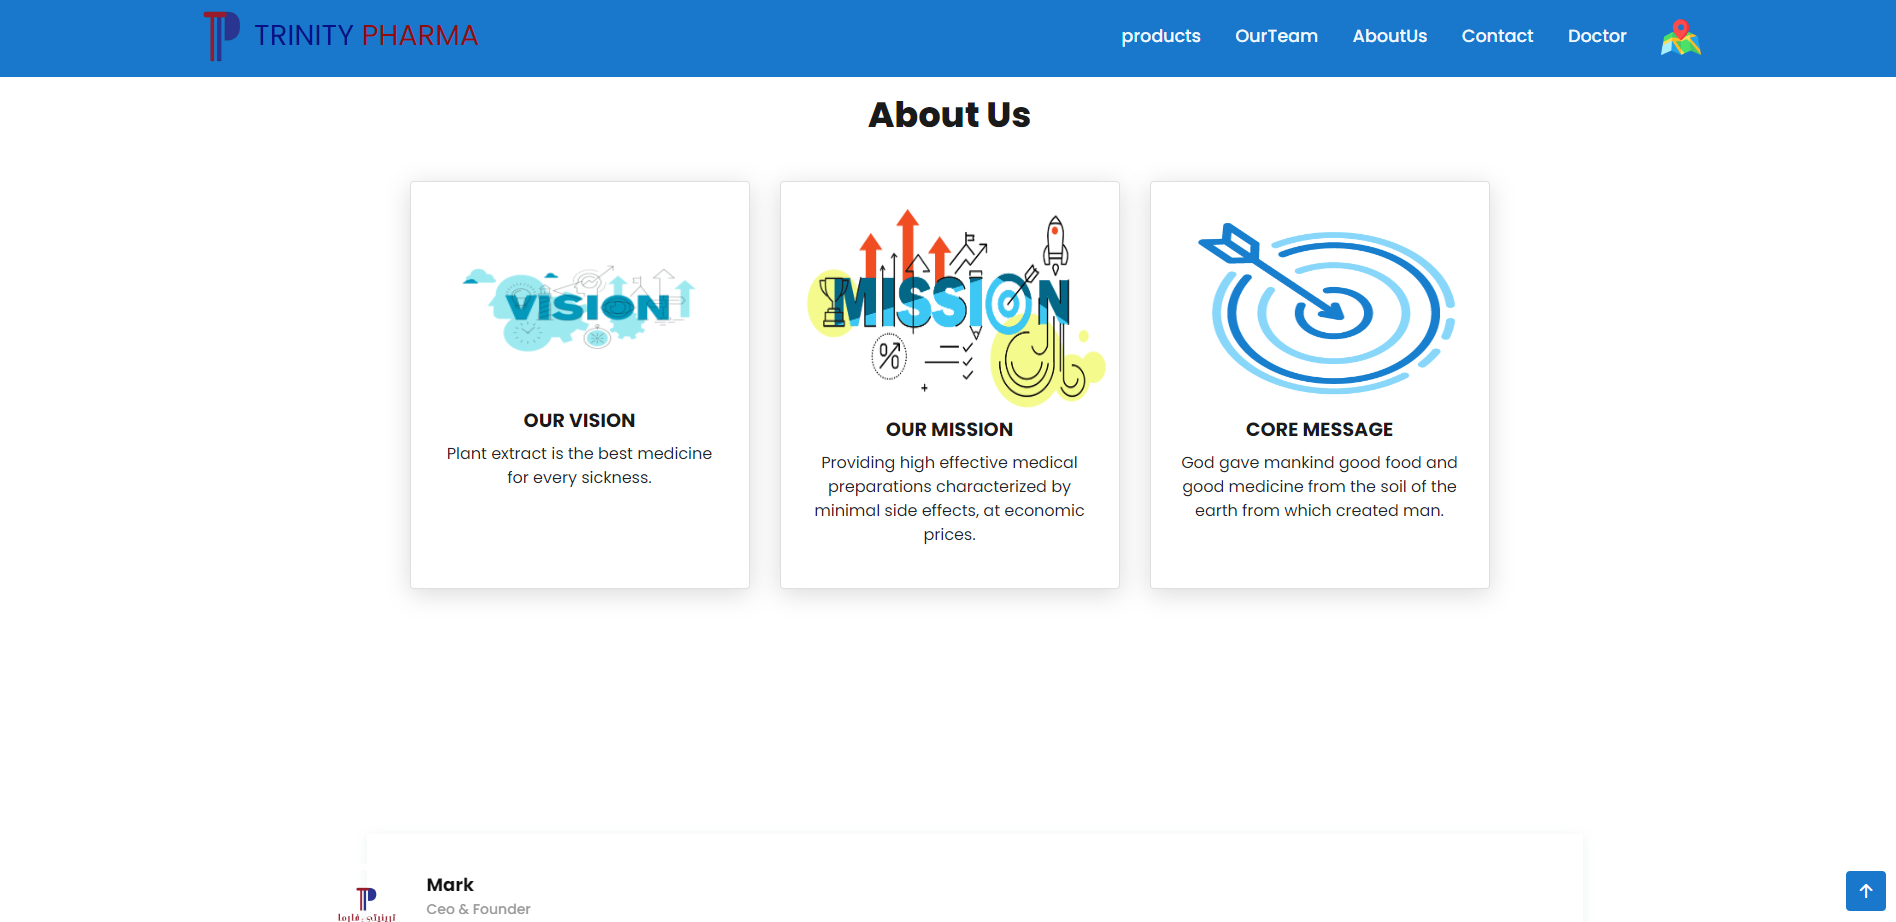 TRINITY PHARMA
products
OurTeam
AboutUs
Contact
Doctor
About Us
VISION
OUR VISION
Plant extract is the best medicine
for every sickness.
MISSION
%
OUR MISSION
Providing high effective medical
preparations characterized by
minimal side effects, at economic
prices.
CORE MESSAGE
God gave mankind good food and
good medicine from the soil of the
earth from which created man.
Mark
Ceo & Founder
ترينيتي فارما